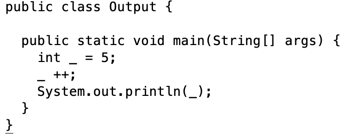 public class Output {
public static void main(String[] args) {
int _ = 5;
_ ++;
System.out.println(_);
}
}